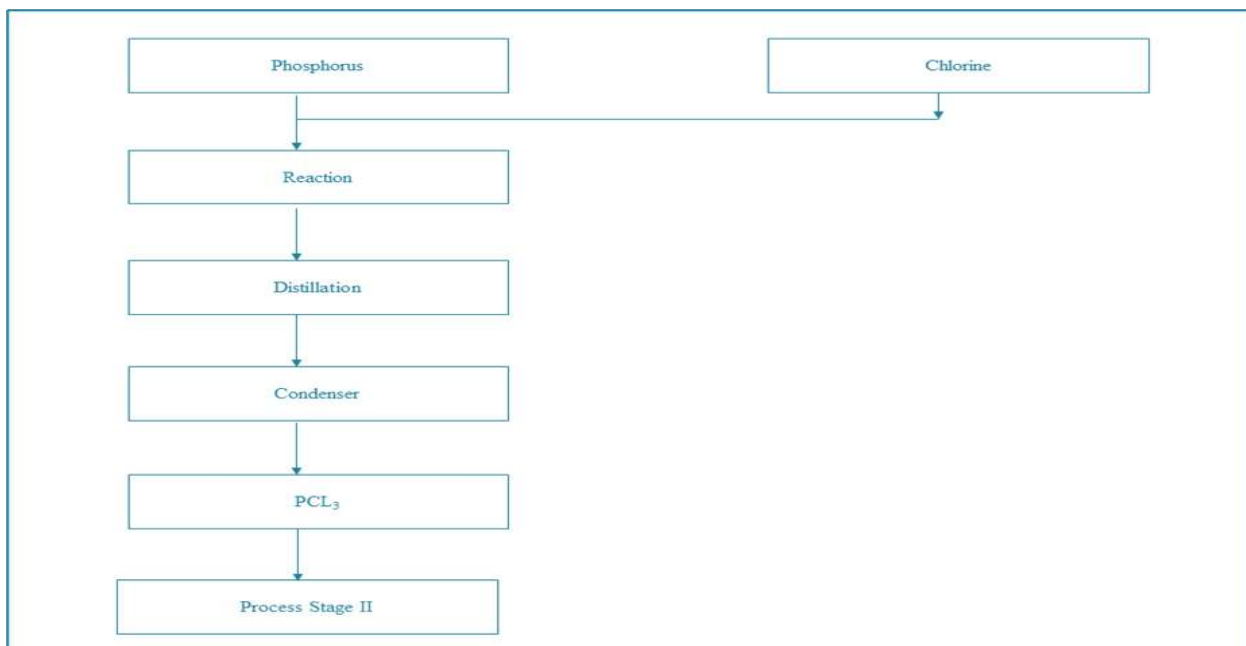 Phosphorus
Chlorine
Reaction
Distillation
Condenser
PCL₃
Process Stage II